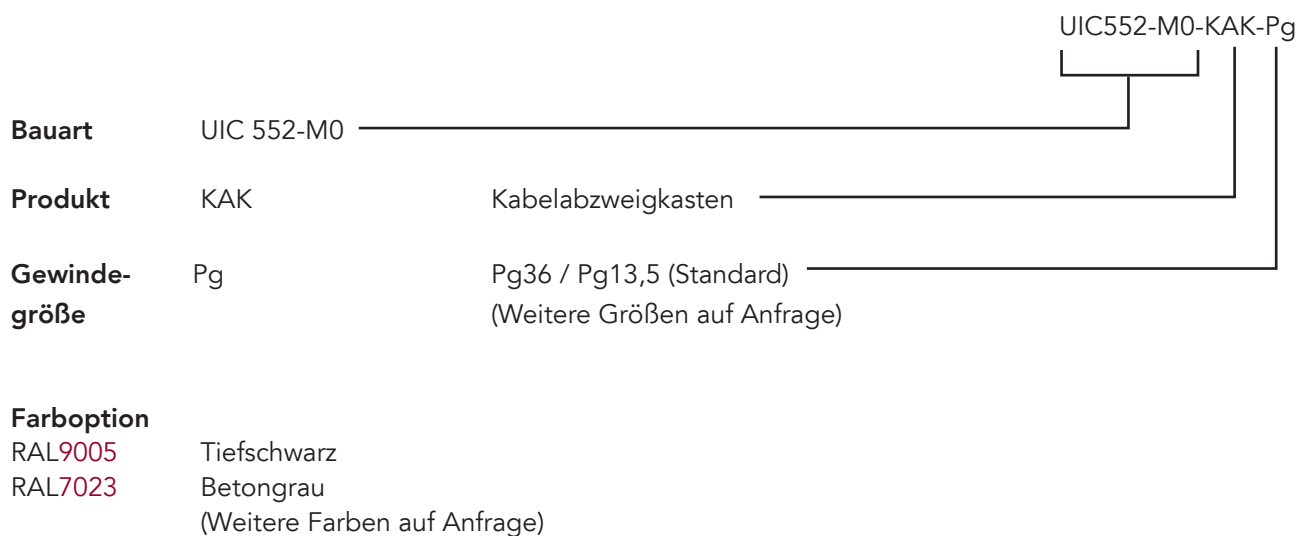 UIC552-M0-KAK-Pg
Bauart UIC 552-M0
Produkt KAK Kabelabzweigkasten
Gewinde- Pg Pg36 / Pg13,5 (Standard)
größe (Weitere Größen auf Anfrage)
Farboption
RAL9005 Tiefschwarz
RAL7023 Betongrau
(Weitere Farben auf Anfrage)